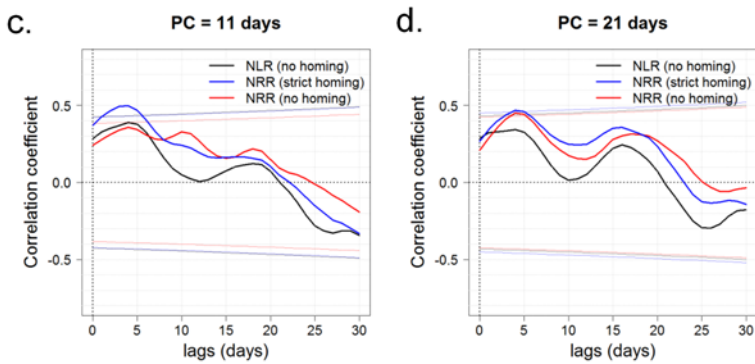 c.
PC = 11 days
Correlation coefficient
0.5
0.0
-0.5
NLR (no homing)
NRR (strict homing)
NRR (no homing)
0 5 10 15 20 25 30
lags (days)
d.
PC = 21 days
Correlation coefficient
0.5
0.0
-0.5
NLR (no homing)
NRR (strict homing)
NRR (no homing)
0 5 10 15 20 25 30
lags (days)